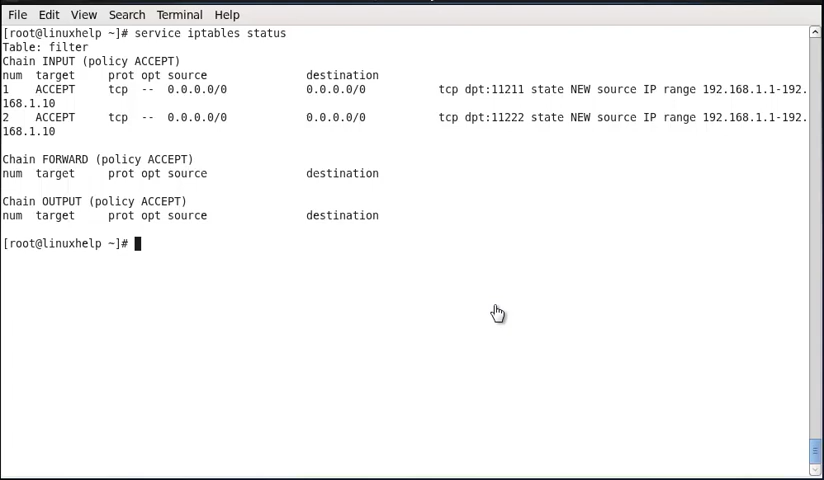 File Edit View Search Terminal Help
[root@linuxhelp ~]# service iptables status
Table: filter
Chain INPUT (policy ACCEPT)
num  target     prot opt source               destination
1    ACCEPT     tcp  --  0.0.0.0/0            0.0.0.0/0           tcp dpt:11211 state NEW source IP range 192.168.1.1-192.
168.1.10
2    ACCEPT     tcp  --  0.0.0.0/0            0.0.0.0/0           tcp dpt:11222 state NEW source IP range 192.168.1.1-192.
168.1.10
Chain FORWARD (policy ACCEPT)
num  target     prot opt source               destination
Chain OUTPUT (policy ACCEPT)
num  target     prot opt source               destination
[root@linuxhelp ~]#